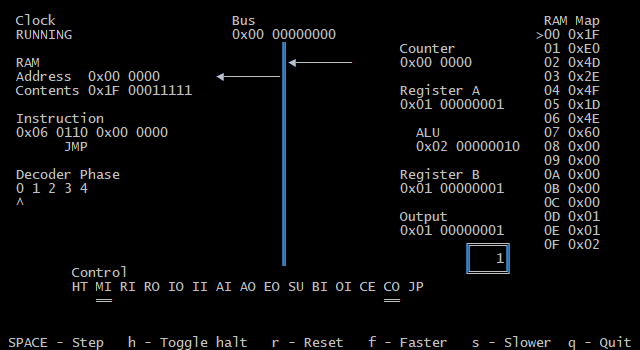 Clock Bus RAM Map
RUNNING 0x00 00000000 >00 0x1F
Counter 01 0xE0
RAM 0x00 0000 02 0x4D
Address 0x00 0000 03 0x2E
Contents 0x1F 00011111 Register A 04 0x4F
0x01 00000001 05 0x1D
Instruction 06 0x4E
0x06 0110 0x00 0000 ALU 07 0x60
JMP 0x02 00000010 08 0x00
09 0x00
Decoder Phase Register B 0A 0x00
0 1 2 3 4 0x01 00000001 0B 0x00
^ 0C 0x00
Output 0D 0x01
0x01 00000001 0E 0x01
0F 0x02
1
Control
HT MI RI RO IO II AI AO EO SU BI OI CE CO JP
SPACE - Step h - Toggle halt r - Reset f - Faster s - Slower q - Quit